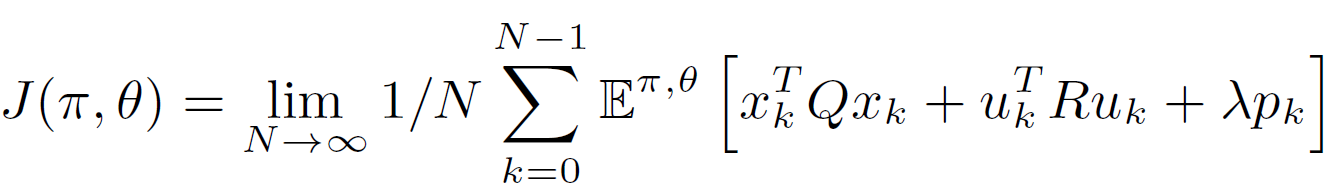 J(π, θ) = lim_{N→∞} 1/N ∑_{k=0}^{N−1} 𝔼^{π,θ} [x_k^T Q x_k + u_k^T R u_k + λp_k]